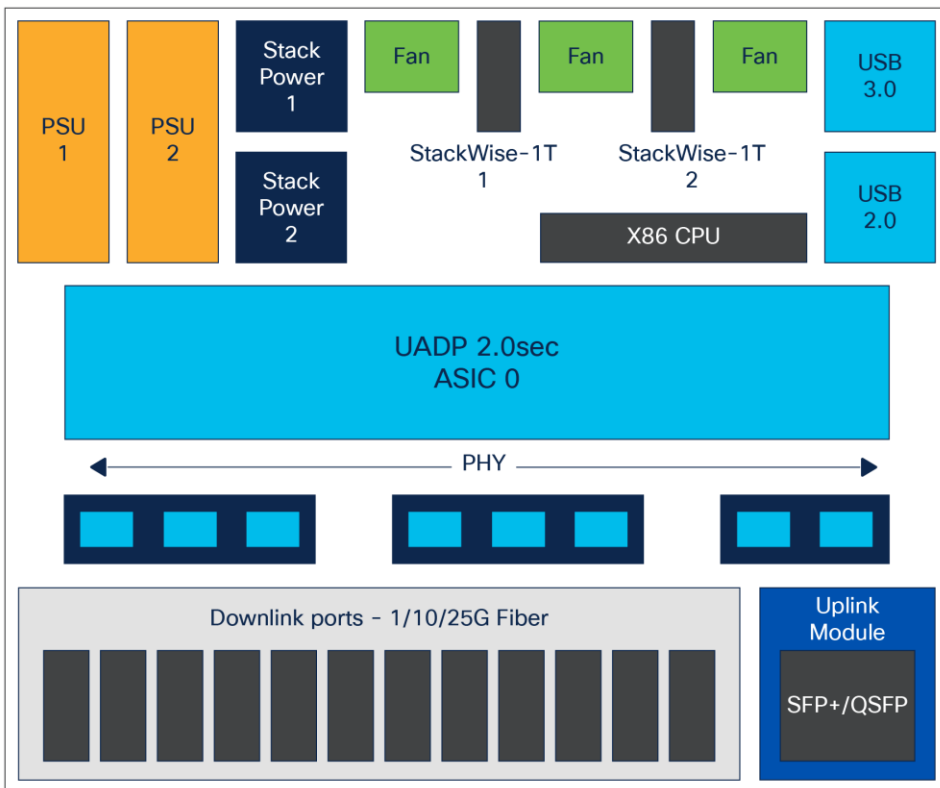 PSU
1
PSU
2
Stack
Power
1
Stack
Power
2
Fan
Fan
Fan
StackWise-1T
1
StackWise-1T
2
X86 CPU
USB
3.0
USB
2.0
UADP 2.0sec
ASIC 0
PHY
Downlink ports - 1/10/25G Fiber
Uplink
Module
SFP+/QSFP